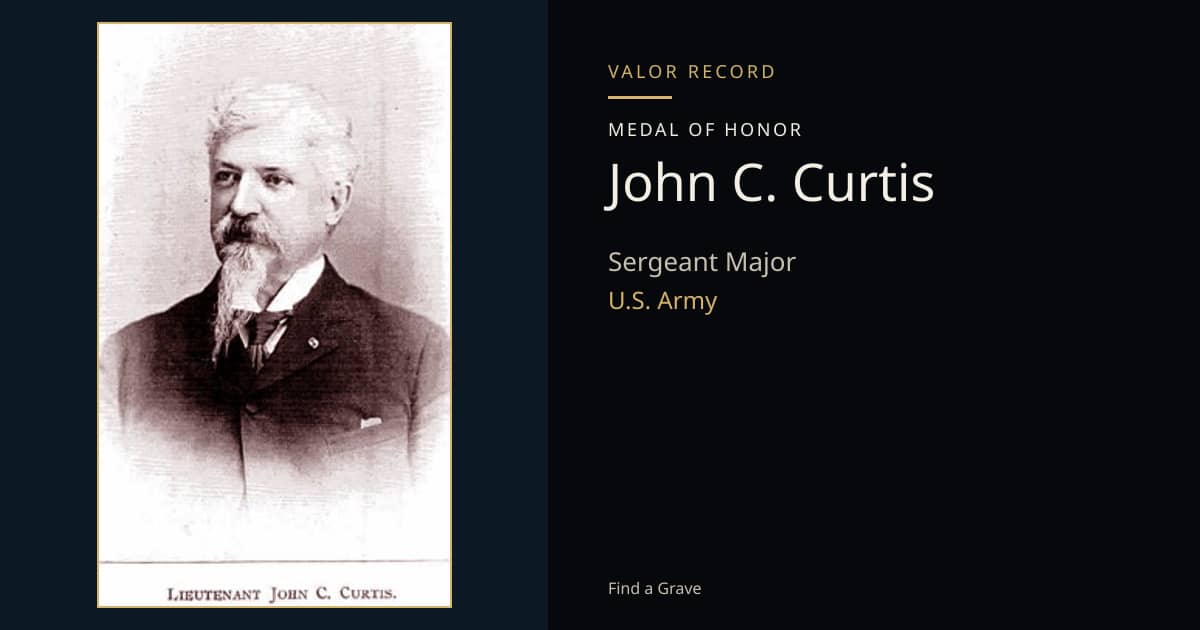 Lieutenant John C. Curtis.
VALOR RECORD
MEDAL OF HONOR
John C. Curtis
Sergeant Major
U.S. Army
Find a Grave